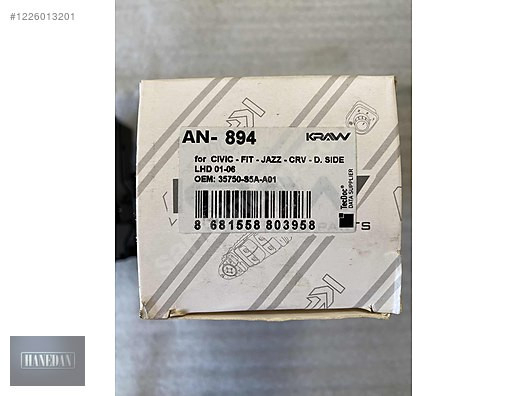 #1226013201
AN- 894
KRAW
for CIVIC - FIT - JAZZ - CRV - D. SIDE
LHD 01-06
OEM: 35750-S5A-A01
8 681558 803958
TecDoc®
DATA SUPPLIER
PARTS
HANEDAN